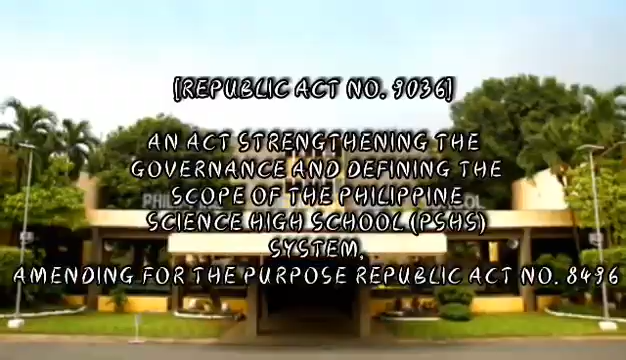 [REPUBLIC ACT NO. 9036]
AN ACT STRENGTHENING THE
GOVERNANCE AND DEFINING THE
SCOPE OF THE PHILIPPINE
SCIENCE HIGH SCHOOL (PSHS)
SYSTEM,
AMENDING FOR THE PURPOSE REPUBLIC ACT NO. 8496